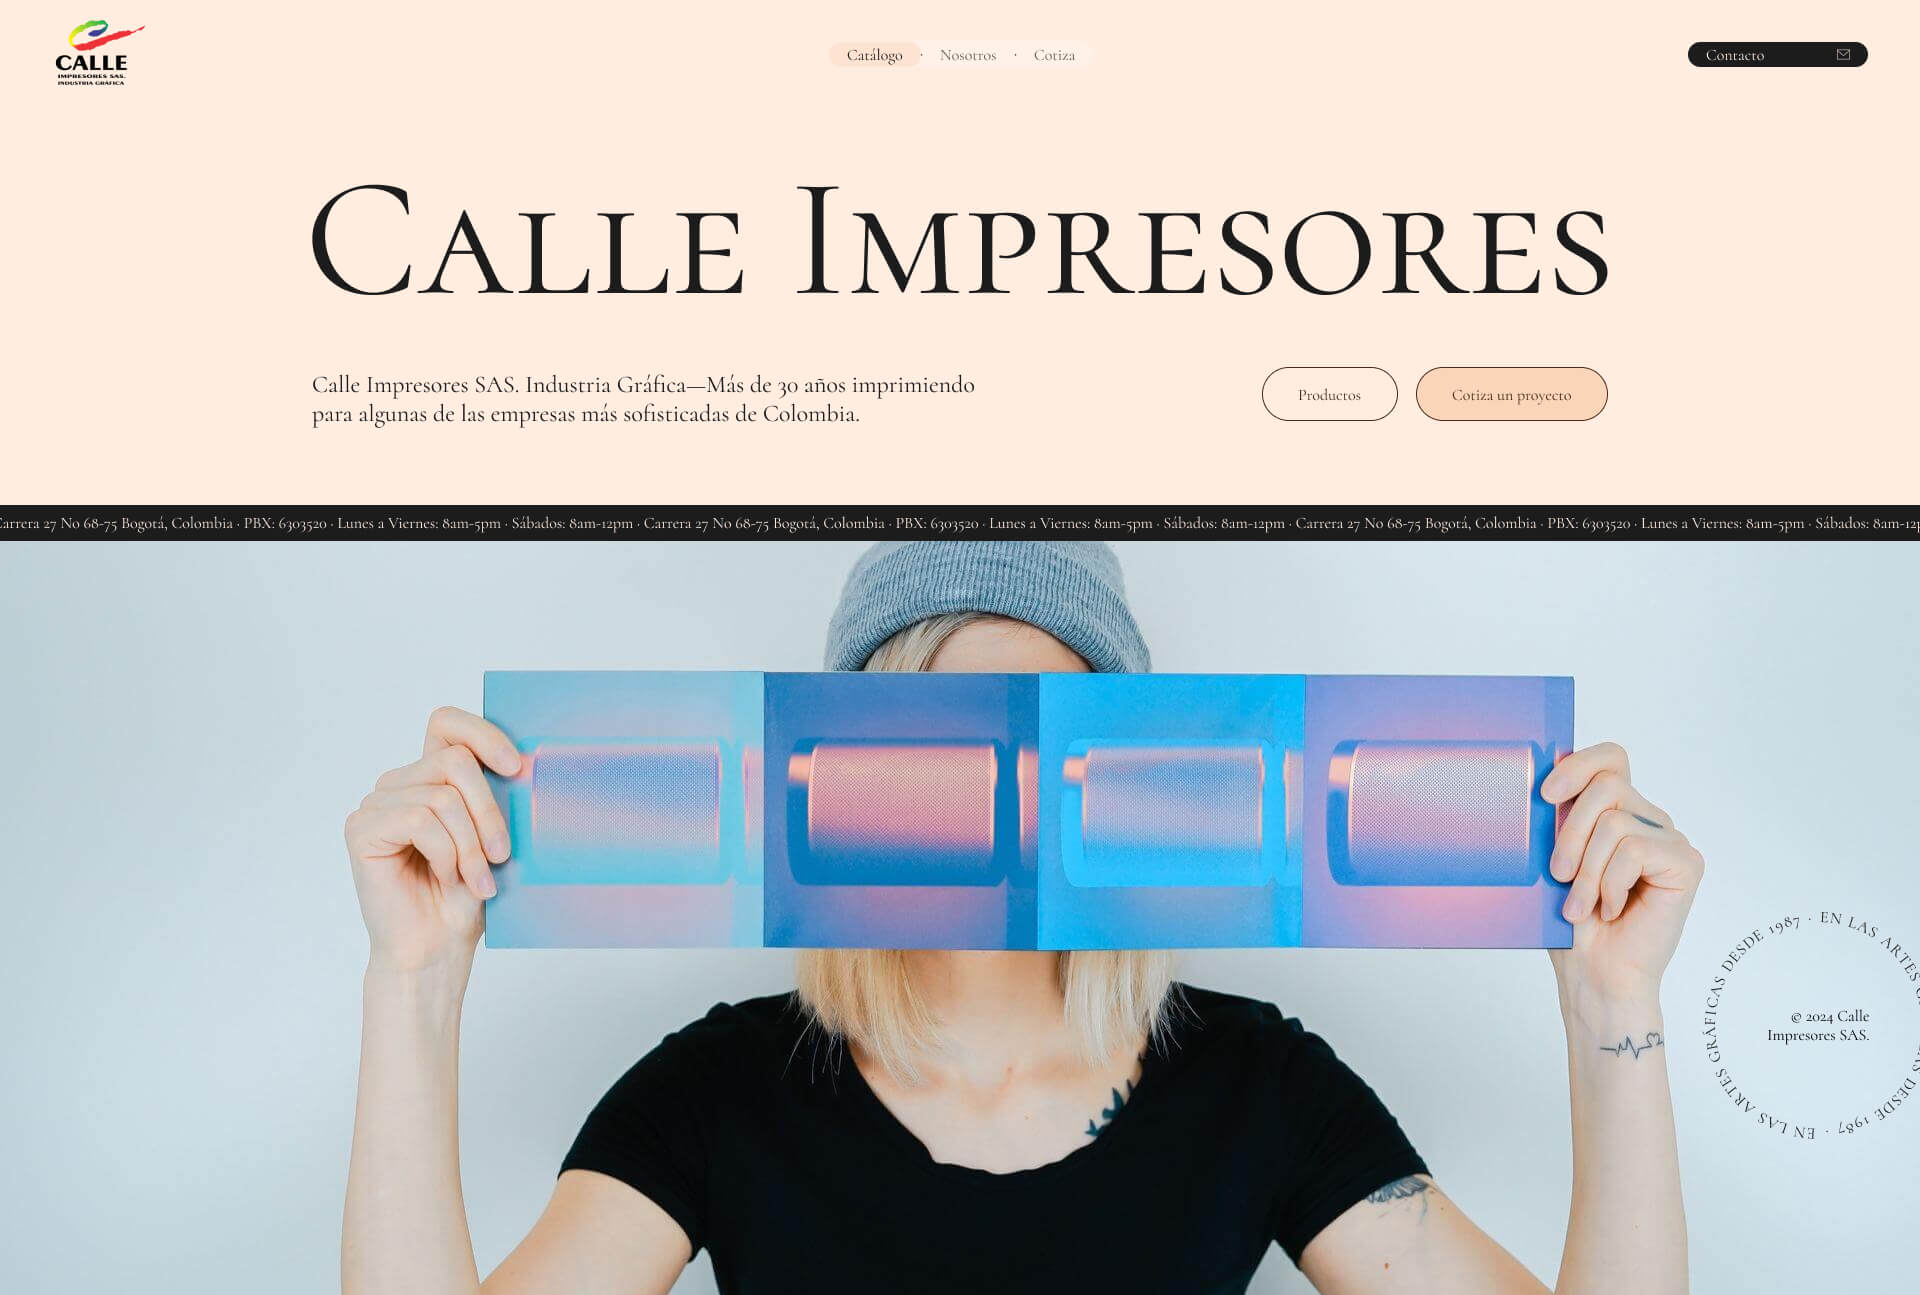 CALLE
IMPRESORES SAS.
INDUSTRIA GRAFICA
Catálogo · Nosotros · Cotiza
Contacto
Calle Impresores
Calle Impresores SAS. Industria Gráfica—Más de 30 años imprimiendo
para algunas de las empresas más sofisticadas de Colombia.
Productos
Cotiza un proyecto
Carrera 27 No 68-75 Bogotá, Colombia · PBX: 6303520 · Lunes a Viernes: 8am-5pm · Sábados: 8am-12pm · Carrera 27 No 68-75 Bogotá, Colombia · PBX: 6303520 · Lunes a Viernes: 8am-5pm · Sábados: 8am-12pm · Carrera 27 No 68-75 Bogotá, Colombia · PBX: 6303520 · Lunes a Viernes: 8am-5pm · Sábados: 8am-12p
EN LAS ARTES GRÁFICAS DESDE 1987 · EN LAS ARTES
DESDE 1987 ·
© 2024 Calle
Impresores SAS.